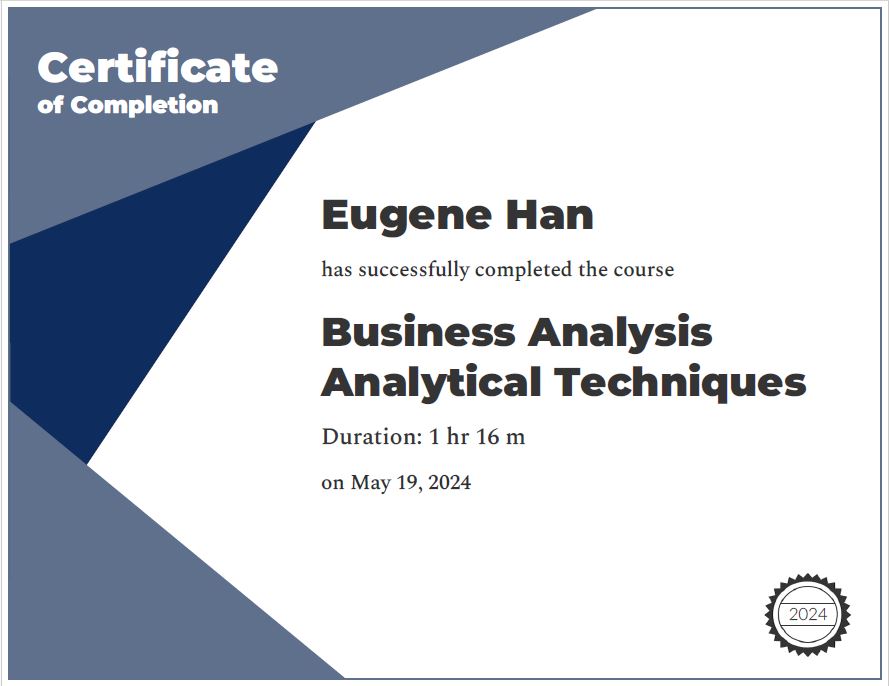 Certificate
of Completion
Eugene Han
has successfully completed the course
Business Analysis
Analytical Techniques
Duration: 1 hr 16 m
on May 19, 2024
2024